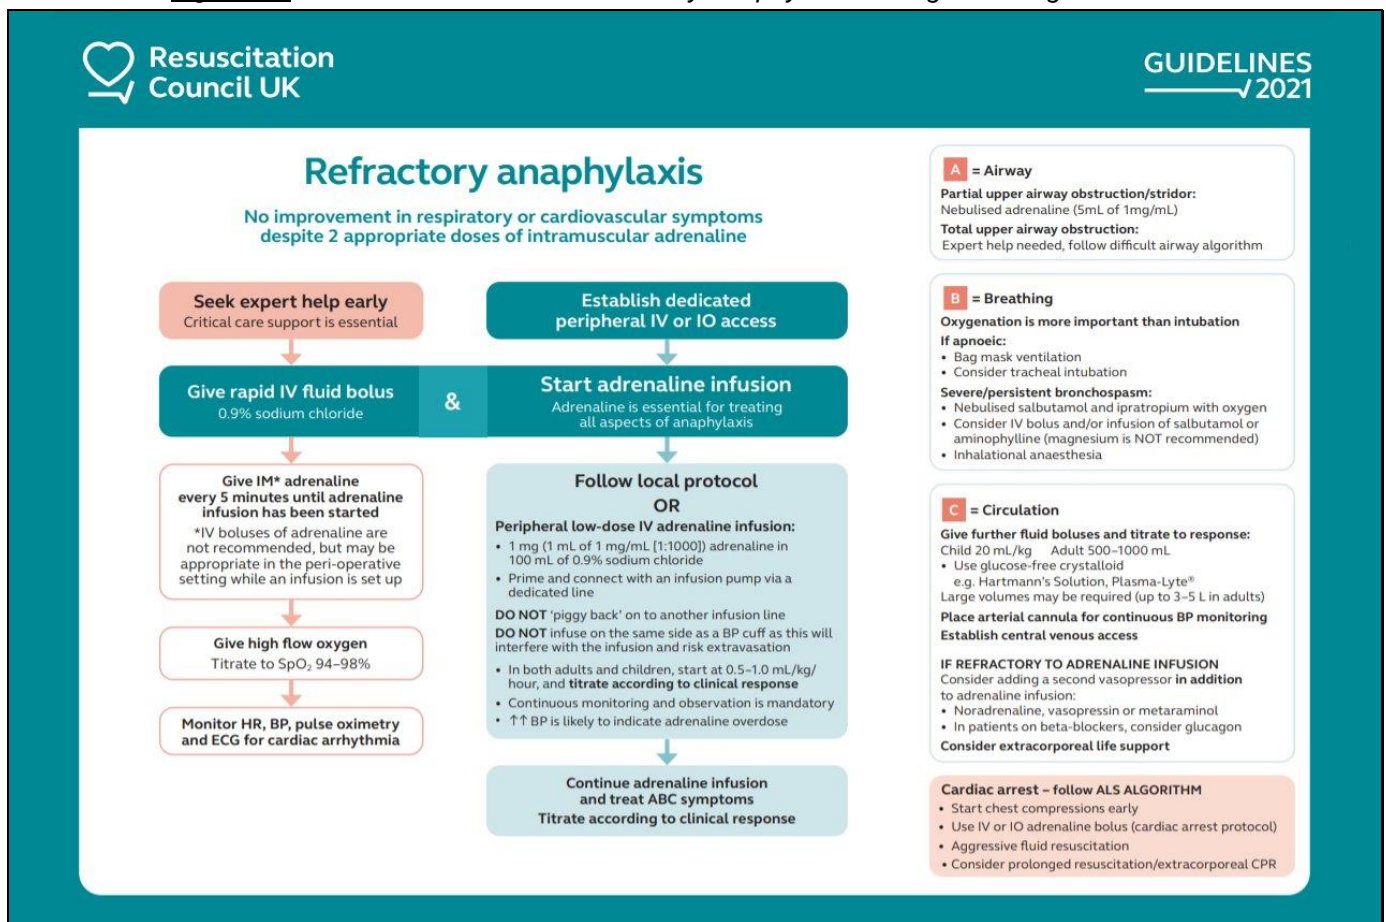 Resuscitation
Council UK
GUIDELINES
2021
Refractory anaphylaxis
No improvement in respiratory or cardiovascular symptoms
despite 2 appropriate doses of intramuscular adrenaline
Seek expert help early
Critical care support is essential
Establish dedicated
peripheral IV or IO access
Give rapid IV fluid bolus
0.9% sodium chloride
&
Start adrenaline infusion
Adrenaline is essential for treating
all aspects of anaphylaxis
Give IM* adrenaline
every 5 minutes until adrenaline
infusion has been started
*IV boluses of adrenaline are
not recommended, but may be
appropriate in the peri-operative
setting while an infusion is set up
Give high flow oxygen
Titrate to SpO₂ 94–98%
Monitor HR, BP, pulse oximetry
and ECG for cardiac arrhythmia
Follow local protocol
OR
Peripheral low-dose IV adrenaline infusion:
• 1 mg (1 mL of 1 mg/mL [1:1000]) adrenaline in
100 mL of 0.9% sodium chloride
• Prime and connect with an infusion pump via a
dedicated line
DO NOT ‘piggy back’ on to another infusion line
DO NOT infuse on the same side as a BP cuff as this will
interfere with the infusion and risk extravasation
• In both adults and children, start at 0.5–1.0 mL/kg/
hour, and titrate according to clinical response
• Continuous monitoring and observation is mandatory
• ↑↑ BP is likely to indicate adrenaline overdose
Continue adrenaline infusion
and treat ABC symptoms
Titrate according to clinical response
A = Airway
Partial upper airway obstruction/stridor:
Nebulised adrenaline (5mL of 1mg/mL)
Total upper airway obstruction:
Expert help needed, follow difficult airway algorithm
B = Breathing
Oxygenation is more important than intubation
If apnoeic:
• Bag mask ventilation
• Consider tracheal intubation
Severe/persistent bronchospasm:
• Nebulised salbutamol and ipratropium with oxygen
• Consider IV bolus and/or infusion of salbutamol or
aminophylline (magnesium is NOT recommended)
• Inhalational anaesthesia
C = Circulation
Give further fluid boluses and titrate to response:
Child 20 mL/kg Adult 500–1000 mL
• Use glucose-free crystalloid
e.g. Hartmann’s Solution, Plasma-Lyte®
Large volumes may be required (up to 3–5 L in adults)
Place arterial cannula for continuous BP monitoring
Establish central venous access
IF REFRACTORY TO ADRENALINE INFUSION
Consider adding a second vasopressor in addition
to adrenaline infusion:
• Noradrenaline, vasopressin or metaraminol
• In patients on beta-blockers, consider glucagon
Consider extracorporeal life support
Cardiac arrest – follow ALS ALGORITHM
• Start chest compressions early
• Use IV or IO adrenaline bolus (cardiac arrest protocol)
• Aggressive fluid resuscitation
• Consider prolonged resuscitation/extracorporeal CPR